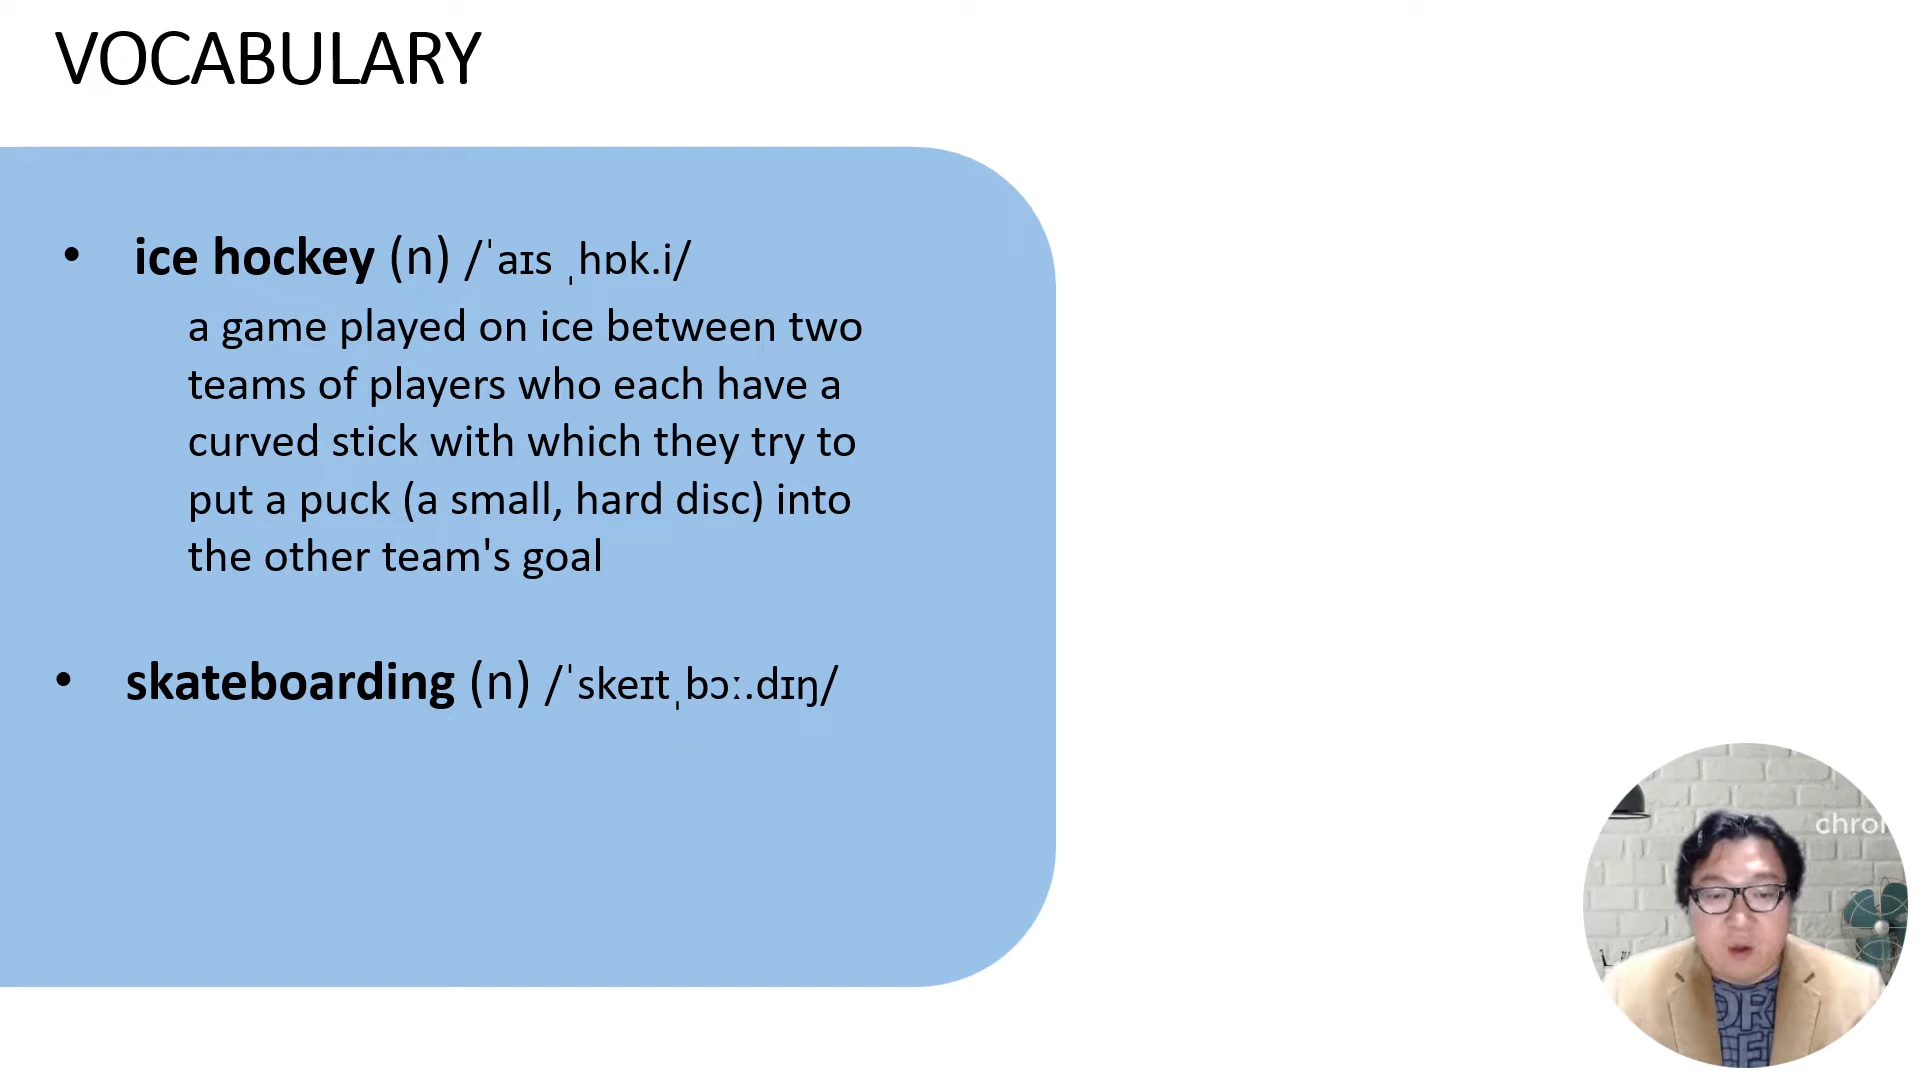 VOCABULARY
• ice hockey (n) /ˈaɪs ˌhɒk.i/
a game played on ice between two
teams of players who each have a
curved stick with which they try to
put a puck (a small, hard disc) into
the other team's goal
• skateboarding (n) /ˈskeɪtˌbɔː.dɪŋ/
chro